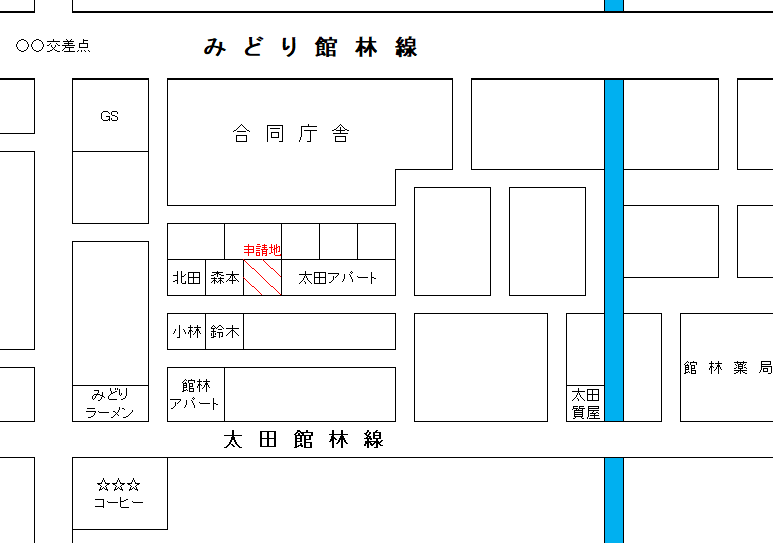 みどり館林線
〇〇交差点
GS
合同庁舎
申請地
北田
森本
太田アパート
小林
鈴木
館林薬局
館林
アパート
みどり
ラーメン
太田
質屋
太田館林線
☆☆☆
コーヒー